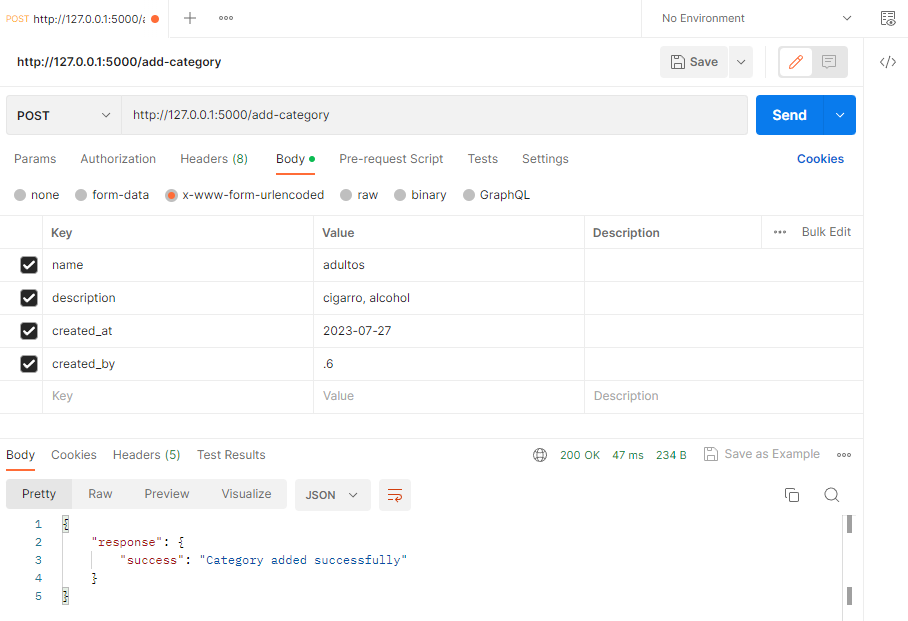 POST http://127.0.0.1:5000/a
No Environment
http://127.0.0.1:5000/add-category
Save
POST
http://127.0.0.1:5000/add-category
Send
Params Authorization Headers (8) Body Pre-request Script Tests Settings Cookies
none form-data x-www-form-urlencoded raw binary GraphQL
Key Value Description Bulk Edit
name adultos
description cigarro, alcohol
created_at 2023-07-27
created_by .6
Key Value Description
Body Cookies Headers (5) Test Results 200 OK 47 ms 234 B Save as Example
Pretty Raw Preview Visualize JSON
1 {
2 "response": {
3 "success": "Category added successfully"
4 }
5 }